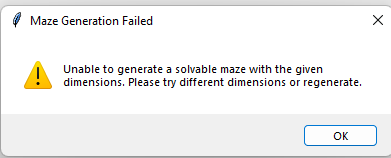 Maze Generation Failed
Unable to generate a solvable maze with the given
dimensions. Please try different dimensions or regenerate.
OK